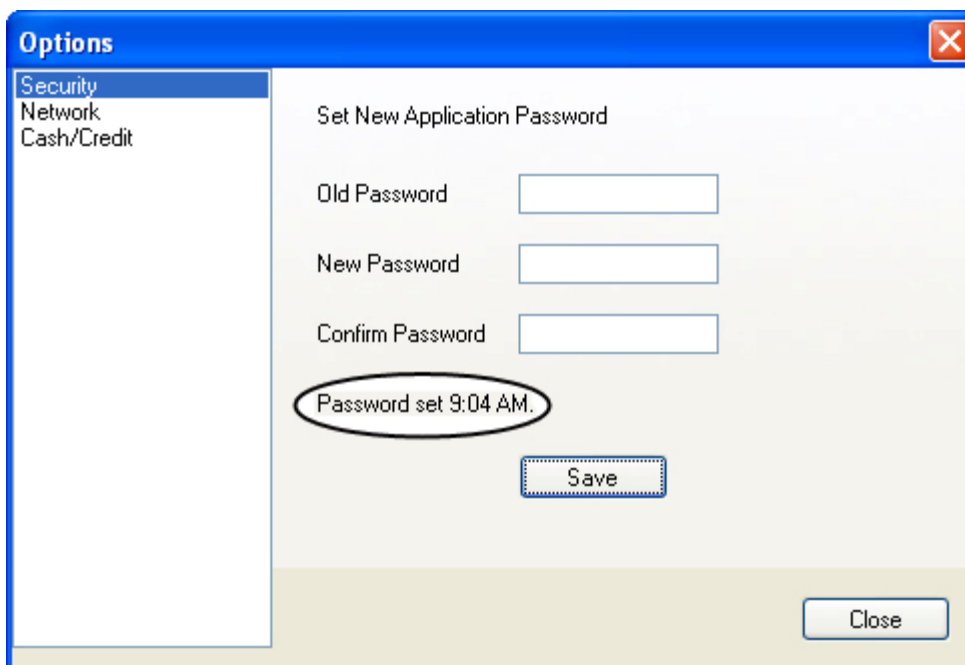 Options
Security
Network
Cash/Credit
Set New Application Password
Old Password
New Password
Confirm Password
Password set 9:04 AM.
Save
Close